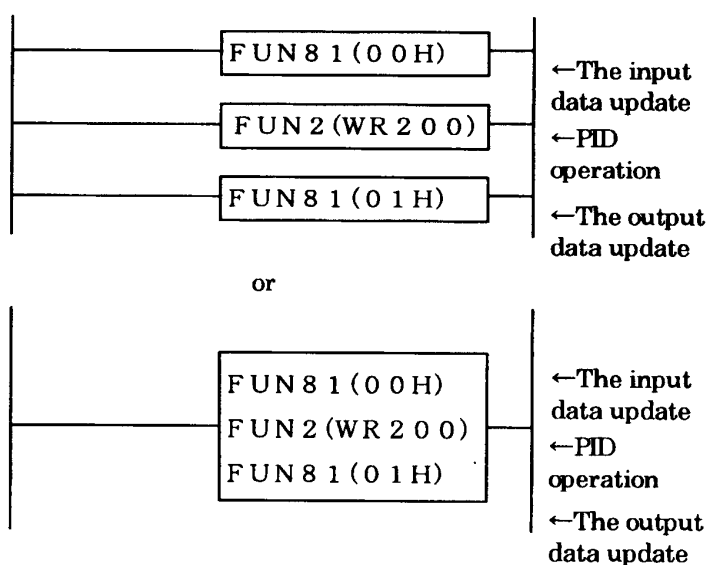 FUN81(00H)
←The input
data update
FUN2(WR200)
←PID
operation
FUN81(01H)
←The output
data update
or
FUN81(00H)
FUN2(WR200)
FUN81(01H)
←The input
data update
←PID
operation
←The output
data update